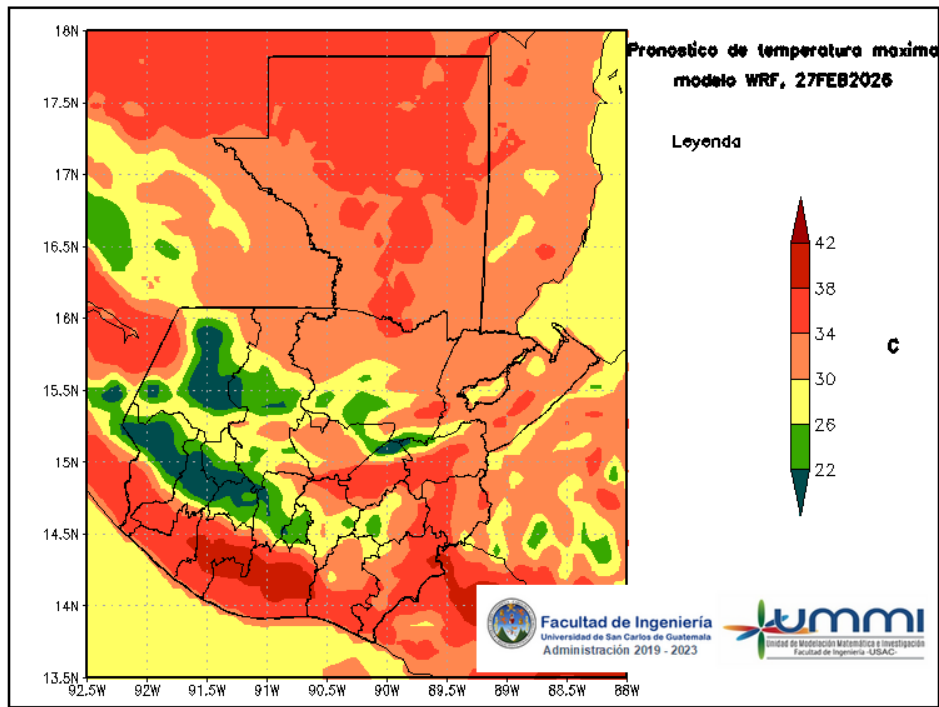 Pronostico de temperatura maxima
modelo WRF, 27FEB2026
Leyenda
18N
17.5N
17N
16.5N
16N
15.5N
15N
14.5N
14N
13.5N
92.5W
92W
91.5W
91W
90.5W
90W
89.5W
89W
88.5W
88W
42
38
34
30
26
22
C
Facultad de Ingeniería
Universidad de San Carlos de Guatemala
Administración 2019 - 2023
UMMI
Unidad de Modelación Matemática e Investigación
Facultad de Ingeniería -USAC-